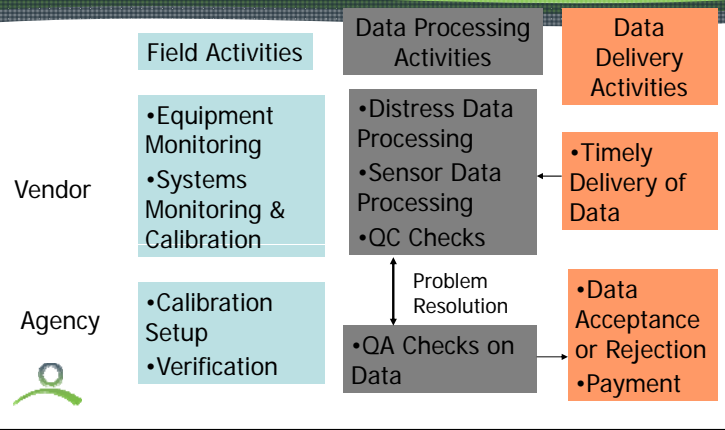 Field Activities
Data Processing
Activities
Data
Delivery
Activities
Vendor
•Equipment
Monitoring
•Systems
Monitoring &
Calibration
•Distress Data
Processing
•Sensor Data
Processing
•QC Checks
•Timely
Delivery of
Data
Problem
Resolution
Agency
•Calibration
Setup
•Verification
•QA Checks on
Data
•Data
Acceptance
or Rejection
•Payment